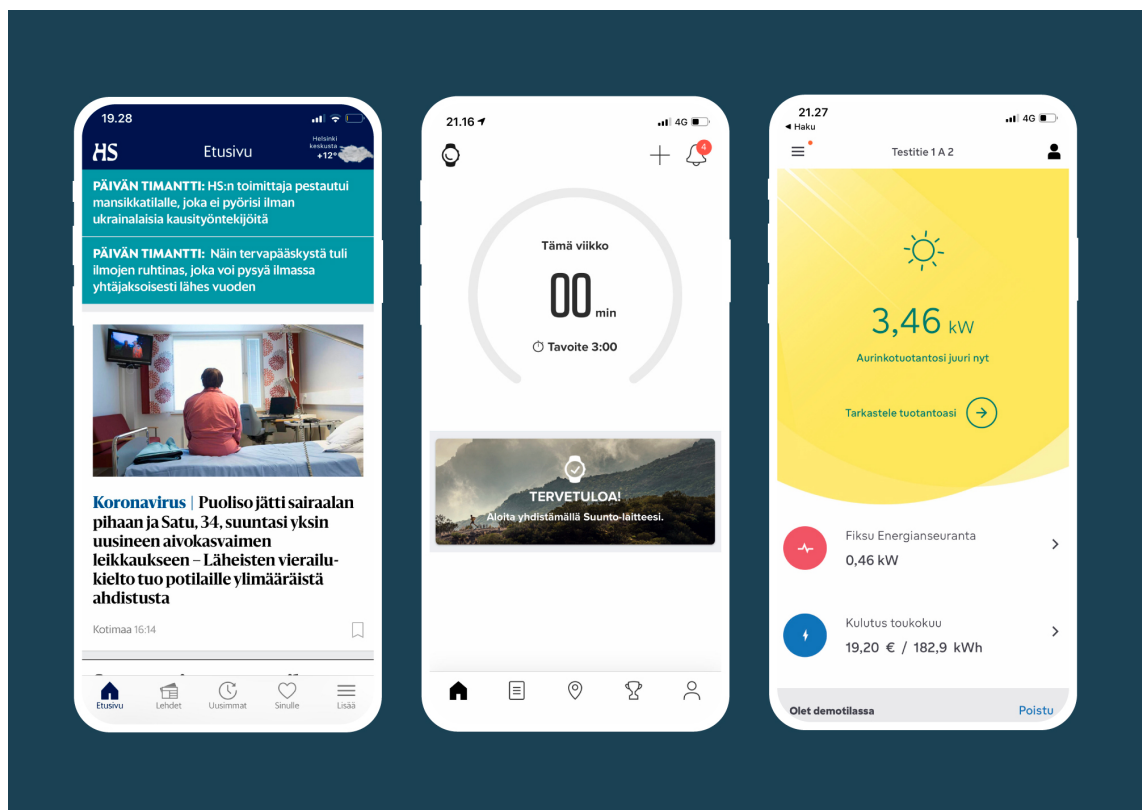 19.28
HS
Etusivu
Helsinki
keskusta
+12°
PÄIVÄN TIMANTTI: HS:n toimittaja pestautui
mansikkatilalle, joka ei pyörisi ilman
ukrainalaisia kausityöntekijöitä
PÄIVÄN TIMANTTI: Näin tervapääskystä tuli
ilmojen ruhtinas, joka voi pysyä ilmassa
yhtäjaksoisesti lähes vuoden
Koronavirus | Puoliso jätti sairaalan
pihaan ja Satu, 34, suuntasi yksin
uusineen aivokasvaimen
leikkaukseen – Läheisten vierailu-
kielto tuo potilaille ylimääräistä
ahdistusta
Kotimaa 16:14
Etusivu
Lehdet
Uusimmat
Sinulle
Lisää
21.16
4G
4
Tämä viikko
00 min
Tavoite 3:00
TERVETULOA!
Aloita yhdistämällä Suunto-laitteesi.
21.27
4G
Haku
Testitie 1 A 2
3,46 kW
Aurinkotuotantosi juuri nyt
Tarkastele tuotantoasi
Fiksu Energianseuranta
0,46 kW
Kulutus toukokuu
19,20 € / 182,9 kWh
Olet demotilassa
Poistu